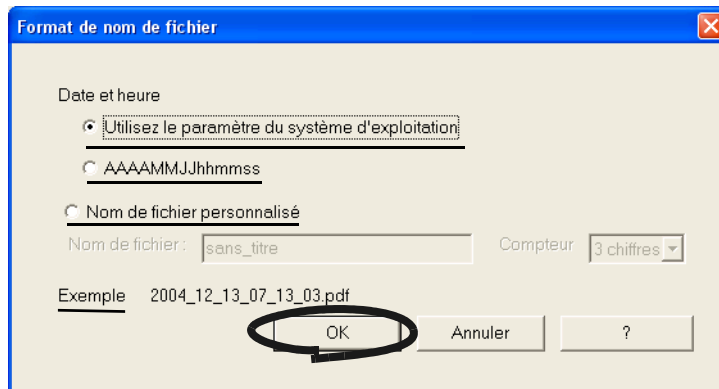 Format de nom de fichier
Date et heure
Utilisez le paramètre du système d'exploitation
AAAAMMJJhhmmss
Nom de fichier personnalisé
Nom de fichier : sans_titre Compteur 3 chiffres
Exemple 2004_12_13_07_13_03.pdf
OK Annuler ?